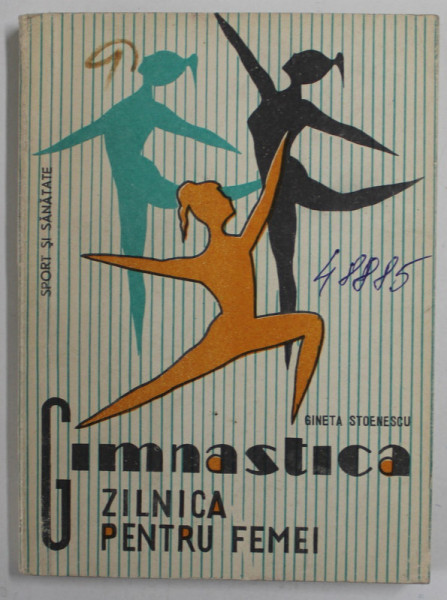 SPORT ȘI SĂNĂTATE
48885
GINETA STOENESCU
Gimnastica
ZILNICA
PENTRU FEMEI